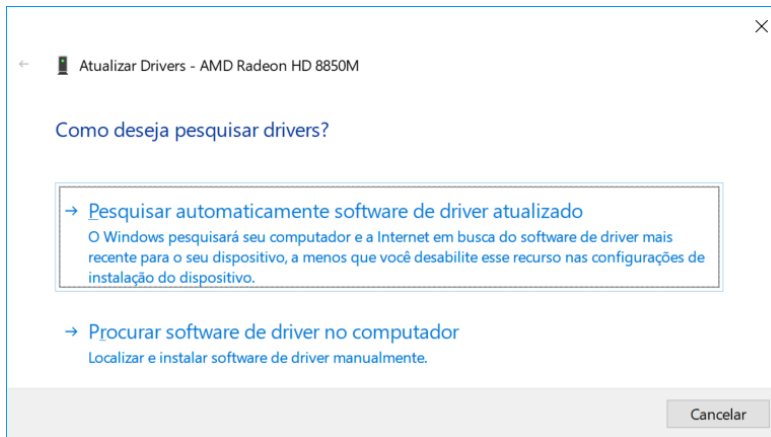 Atualizar Drivers - AMD Radeon HD 8850M
Como deseja pesquisar drivers?
→ Pesquisar automaticamente software de driver atualizado
O Windows pesquisará seu computador e a Internet em busca do software de driver mais
recente para o seu dispositivo, a menos que você desabilite esse recurso nas configurações de
instalação do dispositivo.
→ Procurar software de driver no computador
Localizar e instalar software de driver manualmente.
Cancelar